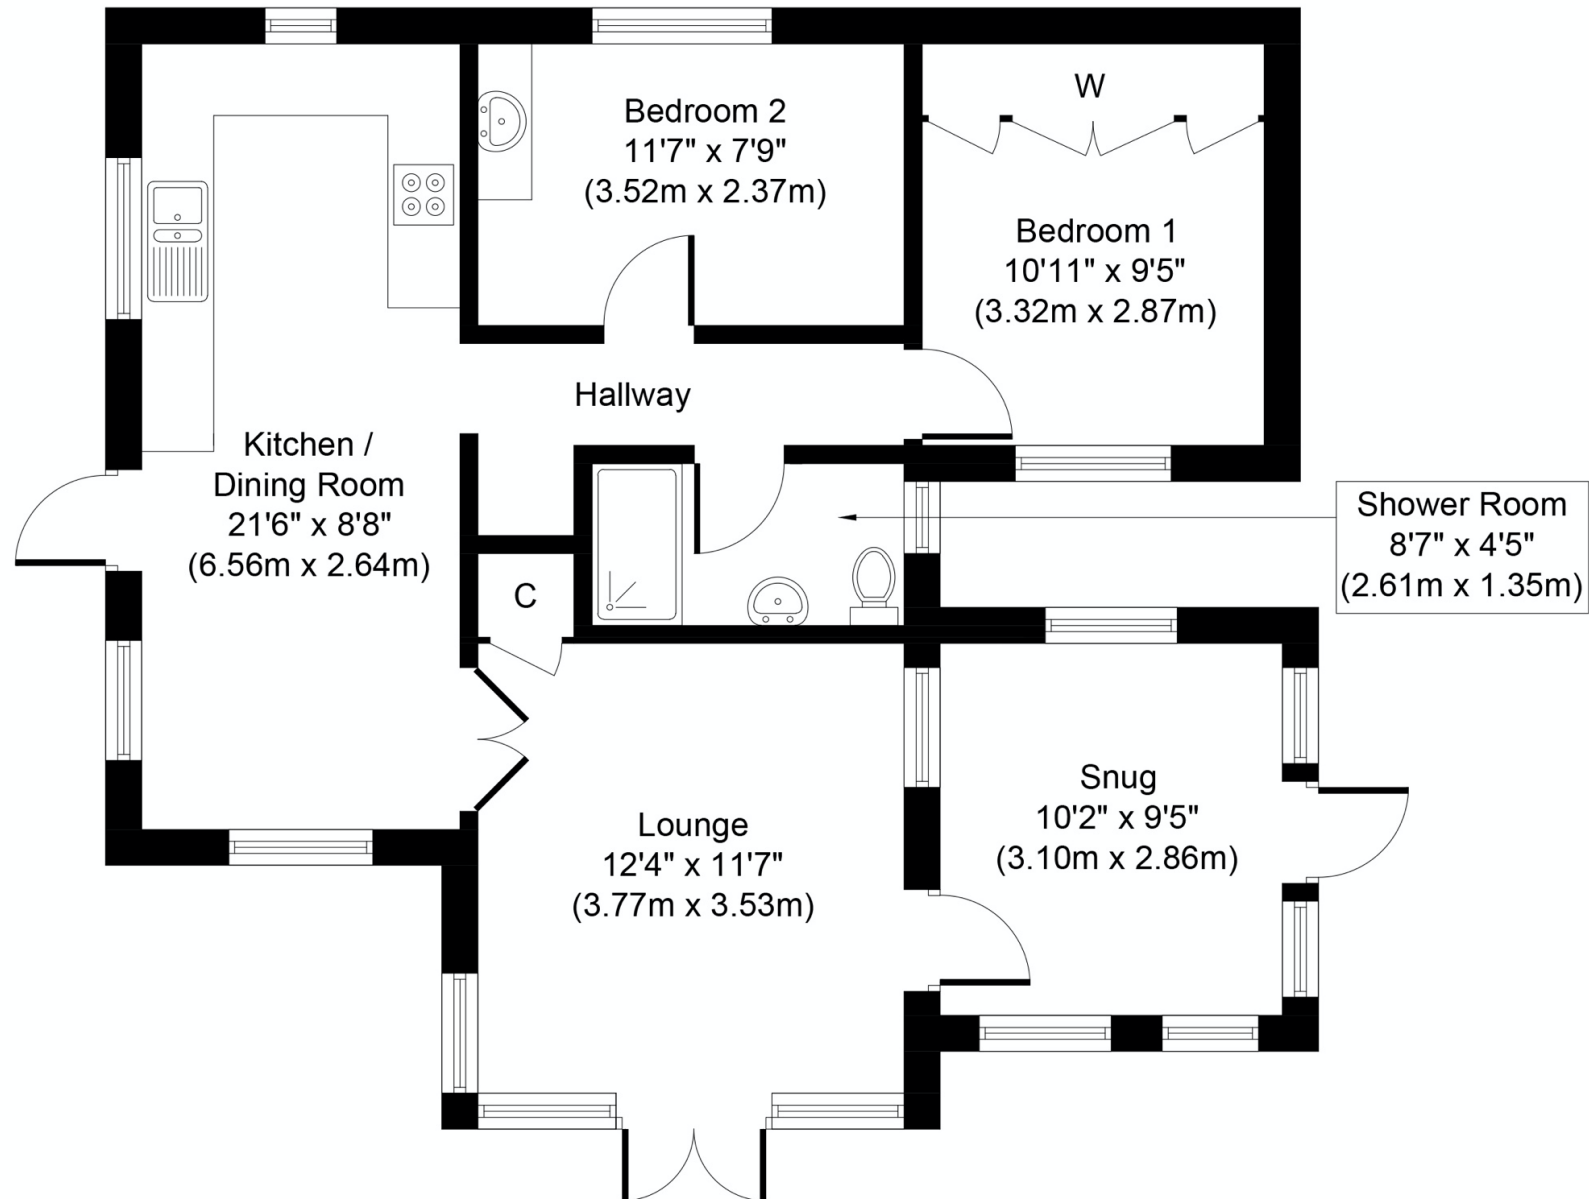 Bedroom 2
11'7" x 7'9"
(3.52m x 2.37m)
W
Bedroom 1
10'11" x 9'5"
(3.32m x 2.87m)
Hallway
Kitchen /
Dining Room
21'6" x 8'8"
(6.56m x 2.64m)
Shower Room
8'7" x 4'5"
(2.61m x 1.35m)
C
Lounge
12'4" x 11'7"
(3.77m x 3.53m)
Snug
10'2" x 9'5"
(3.10m x 2.86m)